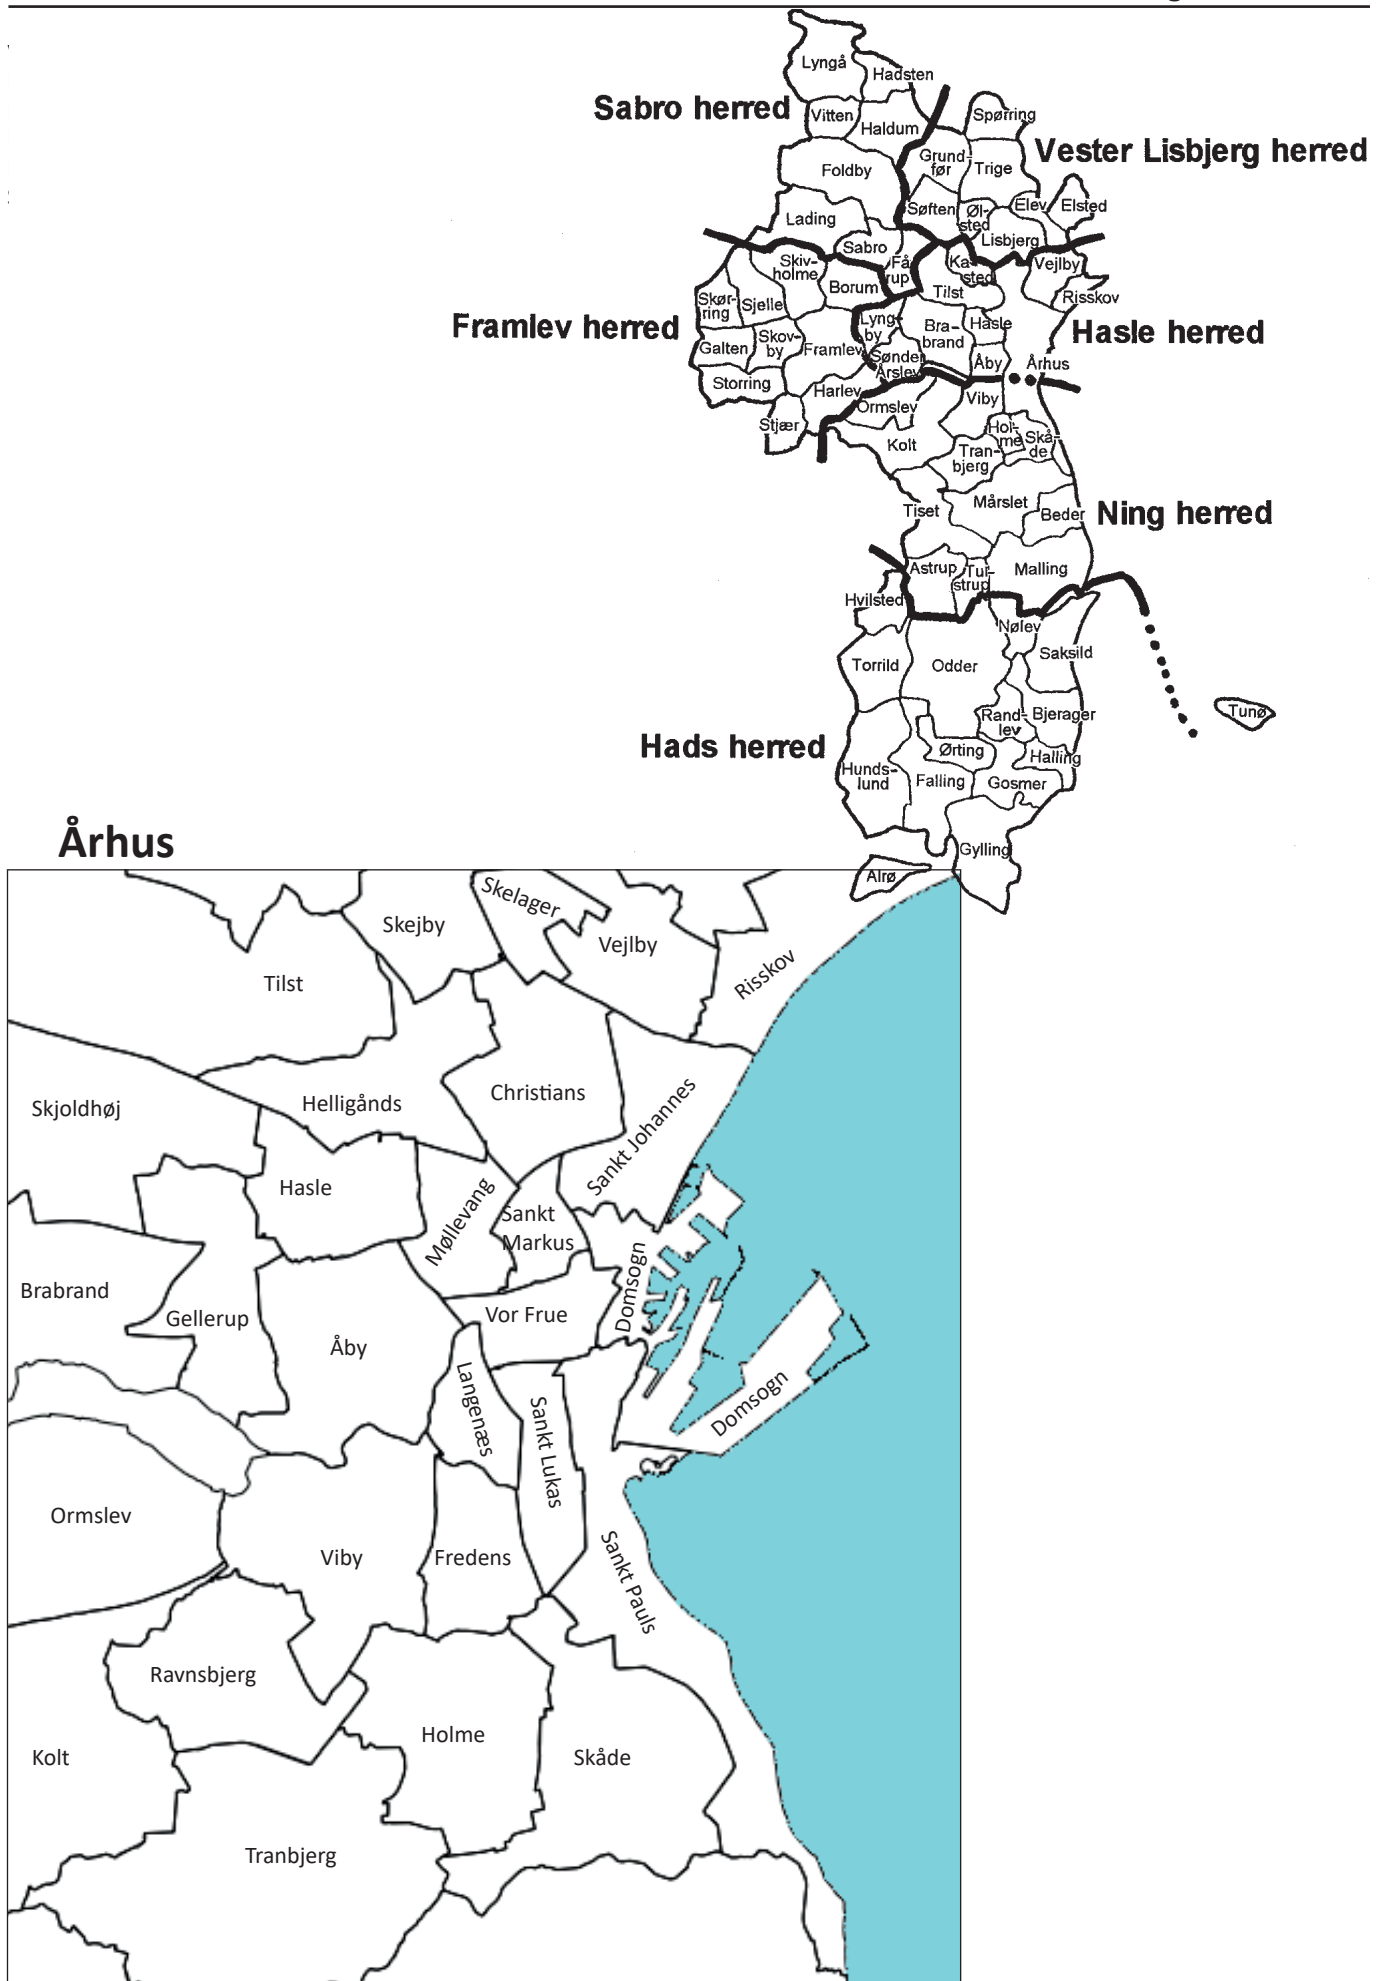 Lyngå
Hadsten
Sabro herred
Vitten
Haldum
Spørring
Vester Lisbjerg herred
Grund-
før
Trige
Foldby
Søften
Øl-
sted
Elev
Elsted
Lading
Lisbjerg
Sabro
Skiv-
holme
Få
rup
Ka-
sted
Vejlby
Borum
Tilst
Risskov
Skør-
ring
Sjelle
Framlev herred
Lyng-
by
Bra-
brand
Hasle
Hasle herred
Galten
Skov-
by
Framlev
Sønder
Årslev
Åby
Århus
Storring
Harlev
Ormslev
Viby
Stjær
Kolt
Hol-
me
Skå-
de
Tran-
bjerg
Tiset
Mårslet
Beder
Ning herred
Astrup
Tul-
strup
Malling
Hvilsted
Nølev
Torrild
Odder
Saksild
Rand-
lev
Bjerager
Tunø
Hads herred
Ørting
Halling
Hunds-
lund
Falling
Gosmer
Gylling
Alrø
Århus
Skelager
Skejby
Vejlby
Tilst
Risskov
Skjoldhøj
Helligånds
Christians
Sankt Johannes
Hasle
Møllevang
Sankt
Markus
Brabrand
Gellerup
Vor Frue
Domsogn
Åby
Langenæs
Sankt Lukas
Domsogn
Ormslev
Viby
Fredens
Sankt Pauls
Ravnsbjerg
Holme
Kolt
Skåde
Tranbjerg